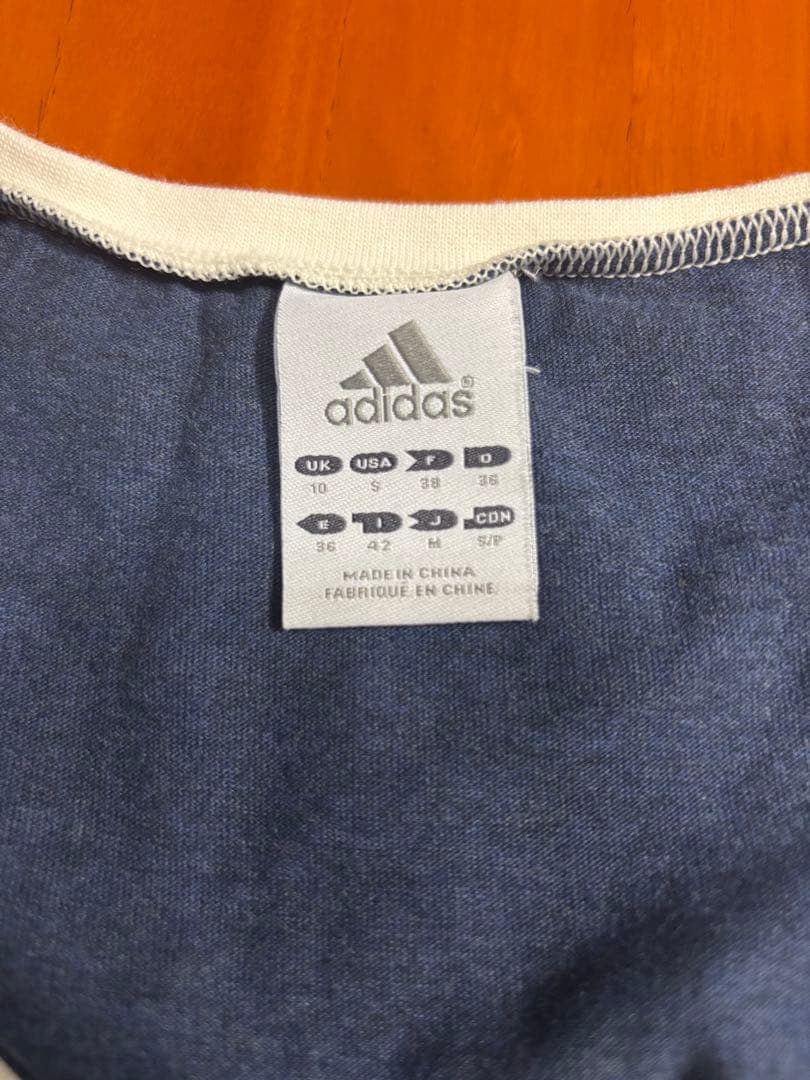 adidas®
UK USA F D
10 S 38 36
E I J CDN
36 42 M S/P
MADE IN CHINA
FABRIQUÉ EN CHINE